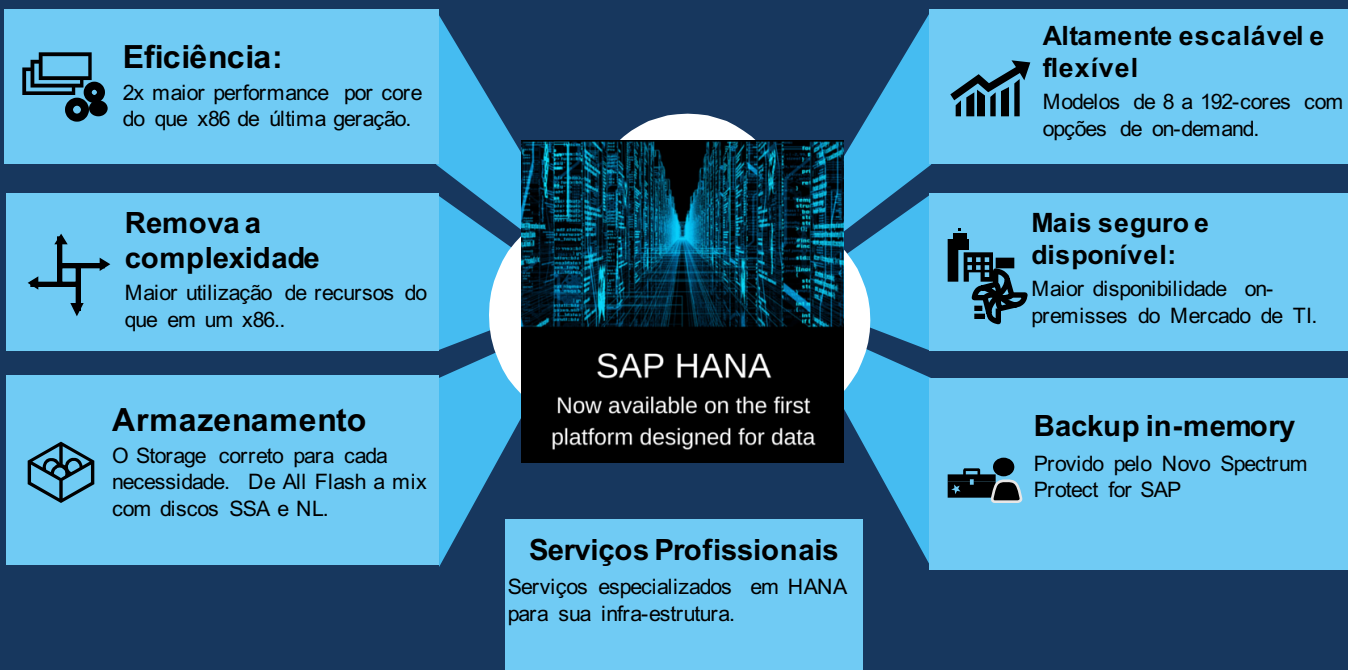 Eficiência:
2x maior performance por core
do que x86 de última geração.
Remova a
complexidade
Maior utilização de recursos do
que em um x86..
Armazenamento
O Storage correto para cada
necessidade. De All Flash a mix
com discos SSA e NL.
SAP HANA
Now available on the first
platform designed for data
Serviços Profissionais
Serviços especializados em HANA
para sua infra-estrutura.
Altamente escalável e
flexível
Modelos de 8 a 192-cores com
opções de on-demand.
Mais seguro e
disponível:
Maior disponibilidade on-
premisses do Mercado de TI.
Backup in-memory
Provido pelo Novo Spectrum
Protect for SAP